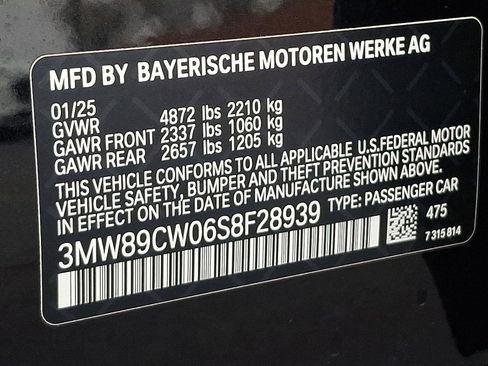 MFD BY BAYERISCHE MOTOREN WERKE AG
01/25
GVWR 4872 lbs 2210 kg
GAWR FRONT 2337 lbs 1060 kg
GAWR REAR 2657 lbs 1205 kg
THIS VEHICLE CONFORMS TO ALL APPLICABLE U.S.FEDERAL MOTOR
VEHICLE SAFETY, BUMPER AND THEFT PREVENTION STANDARDS
IN EFFECT ON THE DATE OF MANUFACTURE SHOWN ABOVE.
3MW89CW06S8F28939 TYPE: PASSENGER CAR
475
7 315 814